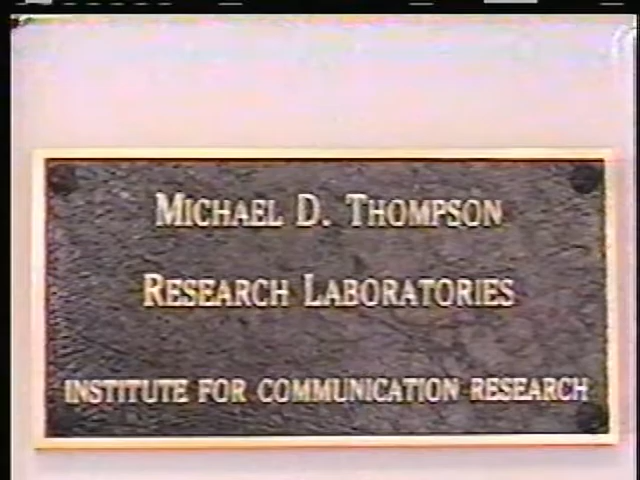 MICHAEL D. THOMPSON
RESEARCH LABORATORIES
INSTITUTE FOR COMMUNICATION RESEARCH